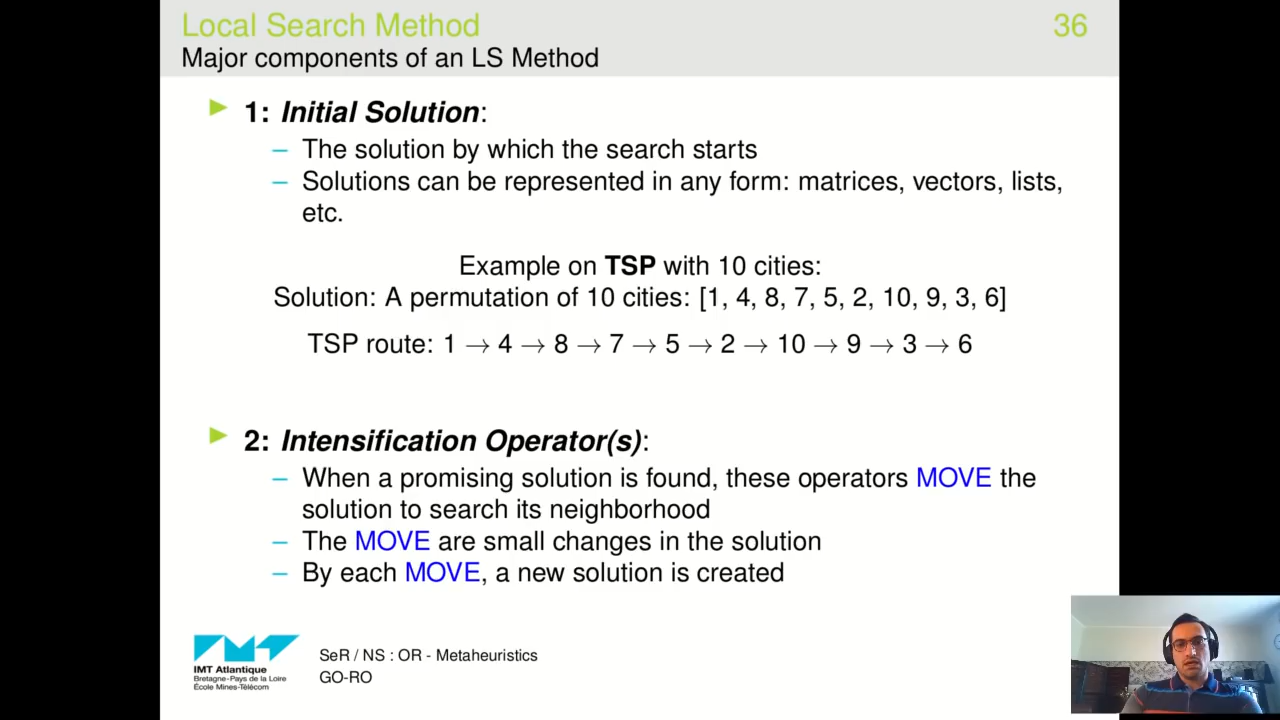 Local Search Method
36
Major components of an LS Method
1: Initial Solution:
– The solution by which the search starts
– Solutions can be represented in any form: matrices, vectors, lists,
etc.
Example on TSP with 10 cities:
Solution: A permutation of 10 cities: [1, 4, 8, 7, 5, 2, 10, 9, 3, 6]
TSP route: 1 → 4 → 8 → 7 → 5 → 2 → 10 → 9 → 3 → 6
2: Intensification Operator(s):
– When a promising solution is found, these operators MOVE the
solution to search its neighborhood
– The MOVE are small changes in the solution
– By each MOVE, a new solution is created
IMT Atlantique
Bretagne-Pays de la Loire
École Mines-Télécom
SeR / NS : OR - Metaheuristics
GO-RO